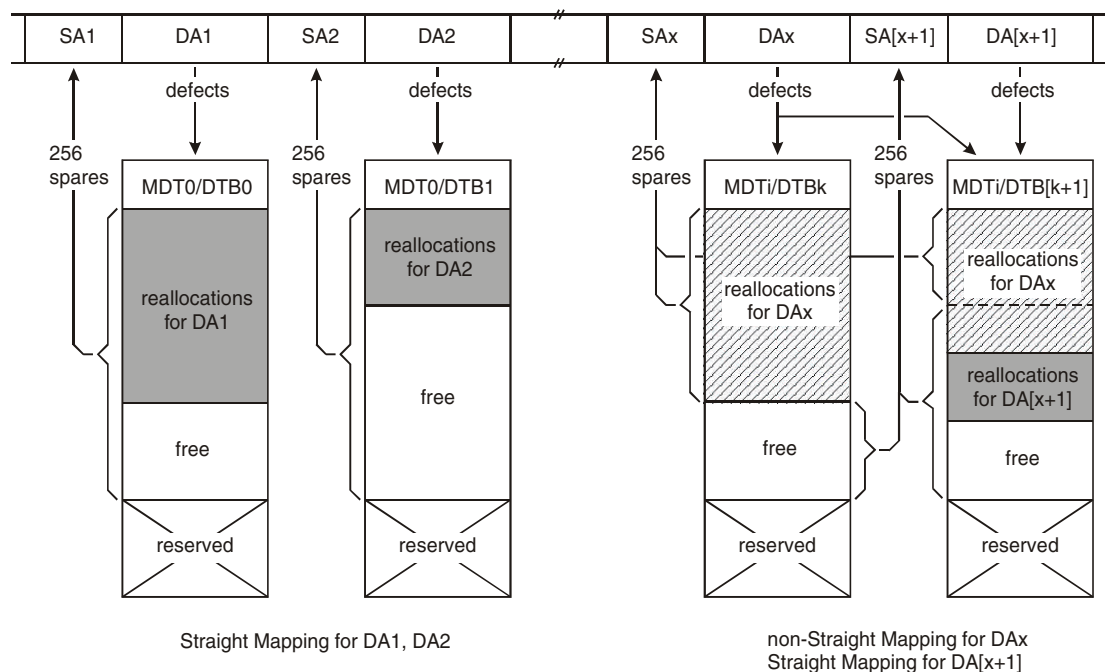 SA1 DA1 SA2 DA2 SAx DAx SA[x+1] DA[x+1]
defects defects defects defects
256
spares
256
spares
256
spares
256
spares
MDT0/DTB0 MDT0/DTB1 MDTi/DTBk MDTi/DTB[k+1]
reallocations
for DA1
free
reserved
reallocations
for DA2
free
reserved
reallocations
for DAx
free
reserved
reallocations
for DAx
reallocations
for DA[x+1]
free
reserved
Straight Mapping for DA1, DA2
non-Straight Mapping for DAx
Straight Mapping for DA[x+1]